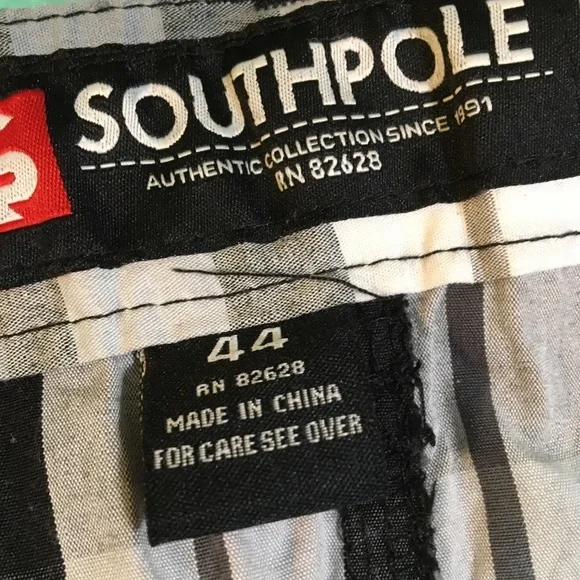 SOUTHPOLE
AUTHENTIC COLLECTION SINCE 1991
RN 82628
44
RN 82628
MADE IN CHINA
FOR CARE SEE OVER